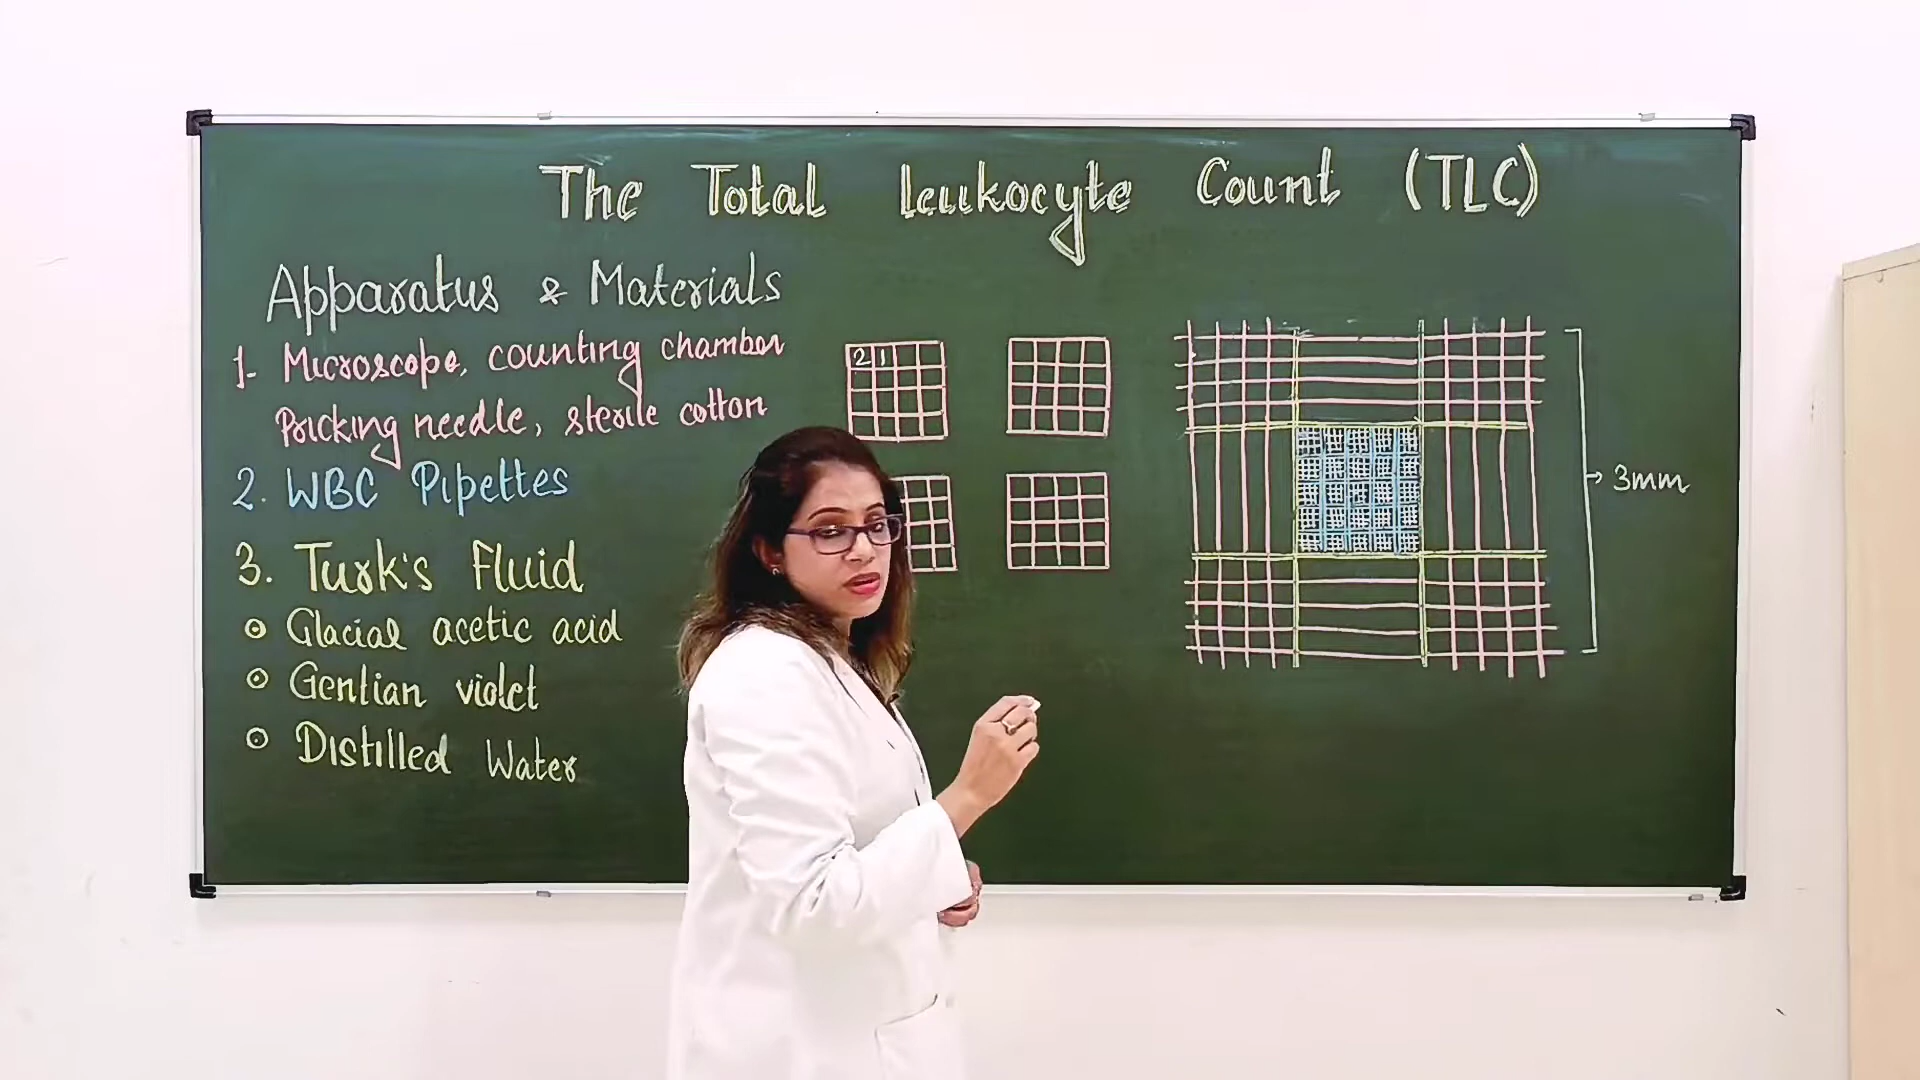 The Total Leukocyte Count (TLC)
Apparatus & Materials
1. Microscope, counting chamber
Pricking needle, sterile cotton
2. WBC Pipettes
3. Turk's Fluid
⊙ Glacial acetic acid
⊙ Gentian violet
⊙ Distilled Water
2 1
3mm